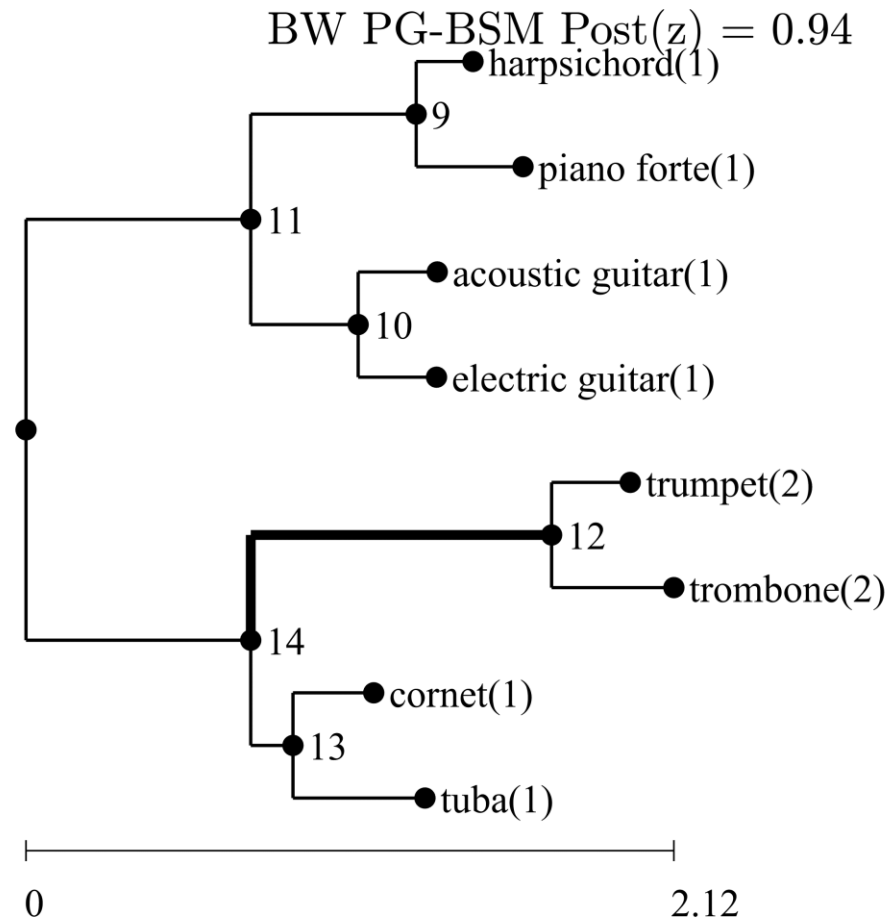 BW PG-BSM Post(z) = 0.94
harpsichord(1)
9
piano forte(1)
11
acoustic guitar(1)
10
electric guitar(1)
trumpet(2)
12
trombone(2)
14
cornet(1)
13
tuba(1)
0 2.12